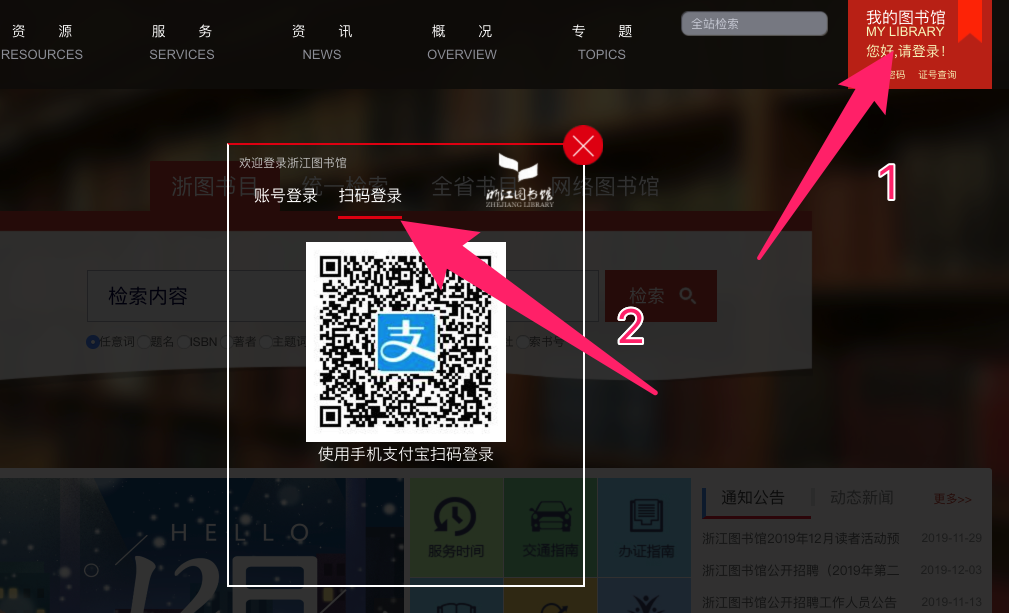 资 源 服 务 资 讯 概 况 专 题
RESOURCES SERVICES NEWS OVERVIEW TOPICS
全站检索
我的图书馆
MY LIBRARY
您好,请登录!
密码 证号查询
1
欢迎登录浙江图书馆
浙江图书馆
ZHEJIANG LIBRARY
浙图书目 统一检索 全省书目 网络图书馆
账号登录 扫码登录
检索内容 检索
2
任意词 题名 ISBN 著者 主题词 索书号
支
使用手机支付宝扫码登录
HELLO
12月
服务时间 交通指南 办证指南
通知公告 动态新闻 更多>>
浙江图书馆2019年12月读者活动预 2019-11-29
浙江图书馆公开招聘（2019年第二 2019-12-03
浙江图书馆公开招聘工作人员公告 2019-11-13